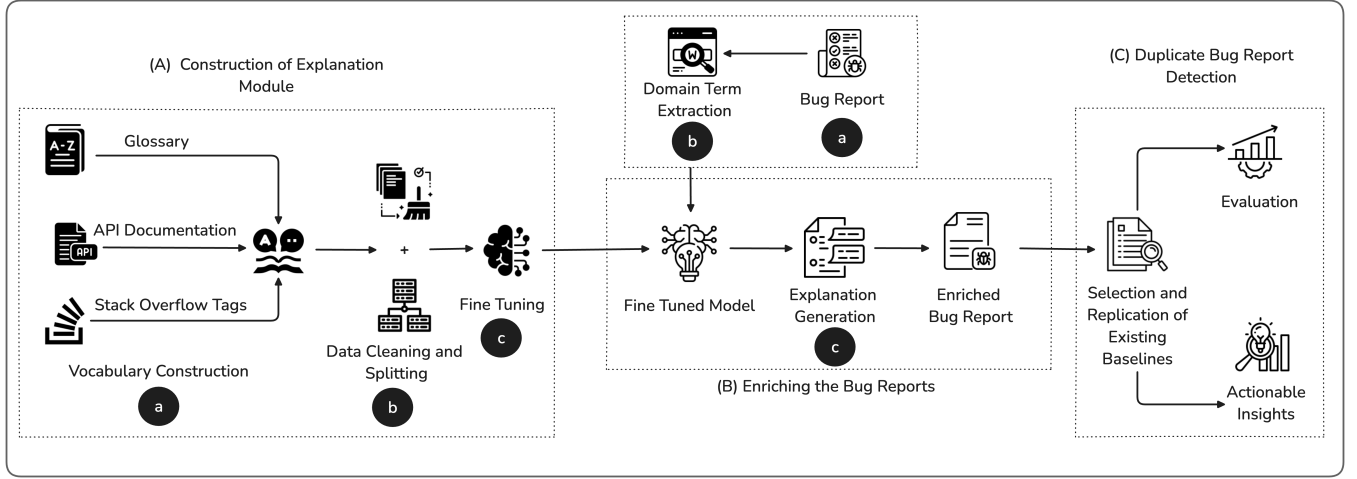 (A) Construction of Explanation
Module
A-Z
Glossary
API Documentation
API
A
Stack Overflow Tags
Vocabulary Construction
a
+
Data Cleaning and
Splitting
b
Fine Tuning
c
W
Domain Term
Extraction
b
Bug Report
a
Fine Tuned Model
Explanation
Generation
c
Enriched
Bug Report
(B) Enriching the Bug Reports
(C) Duplicate Bug Report
Detection
Selection and
Replication of
Existing
Baselines
Evaluation
Actionable
Insights